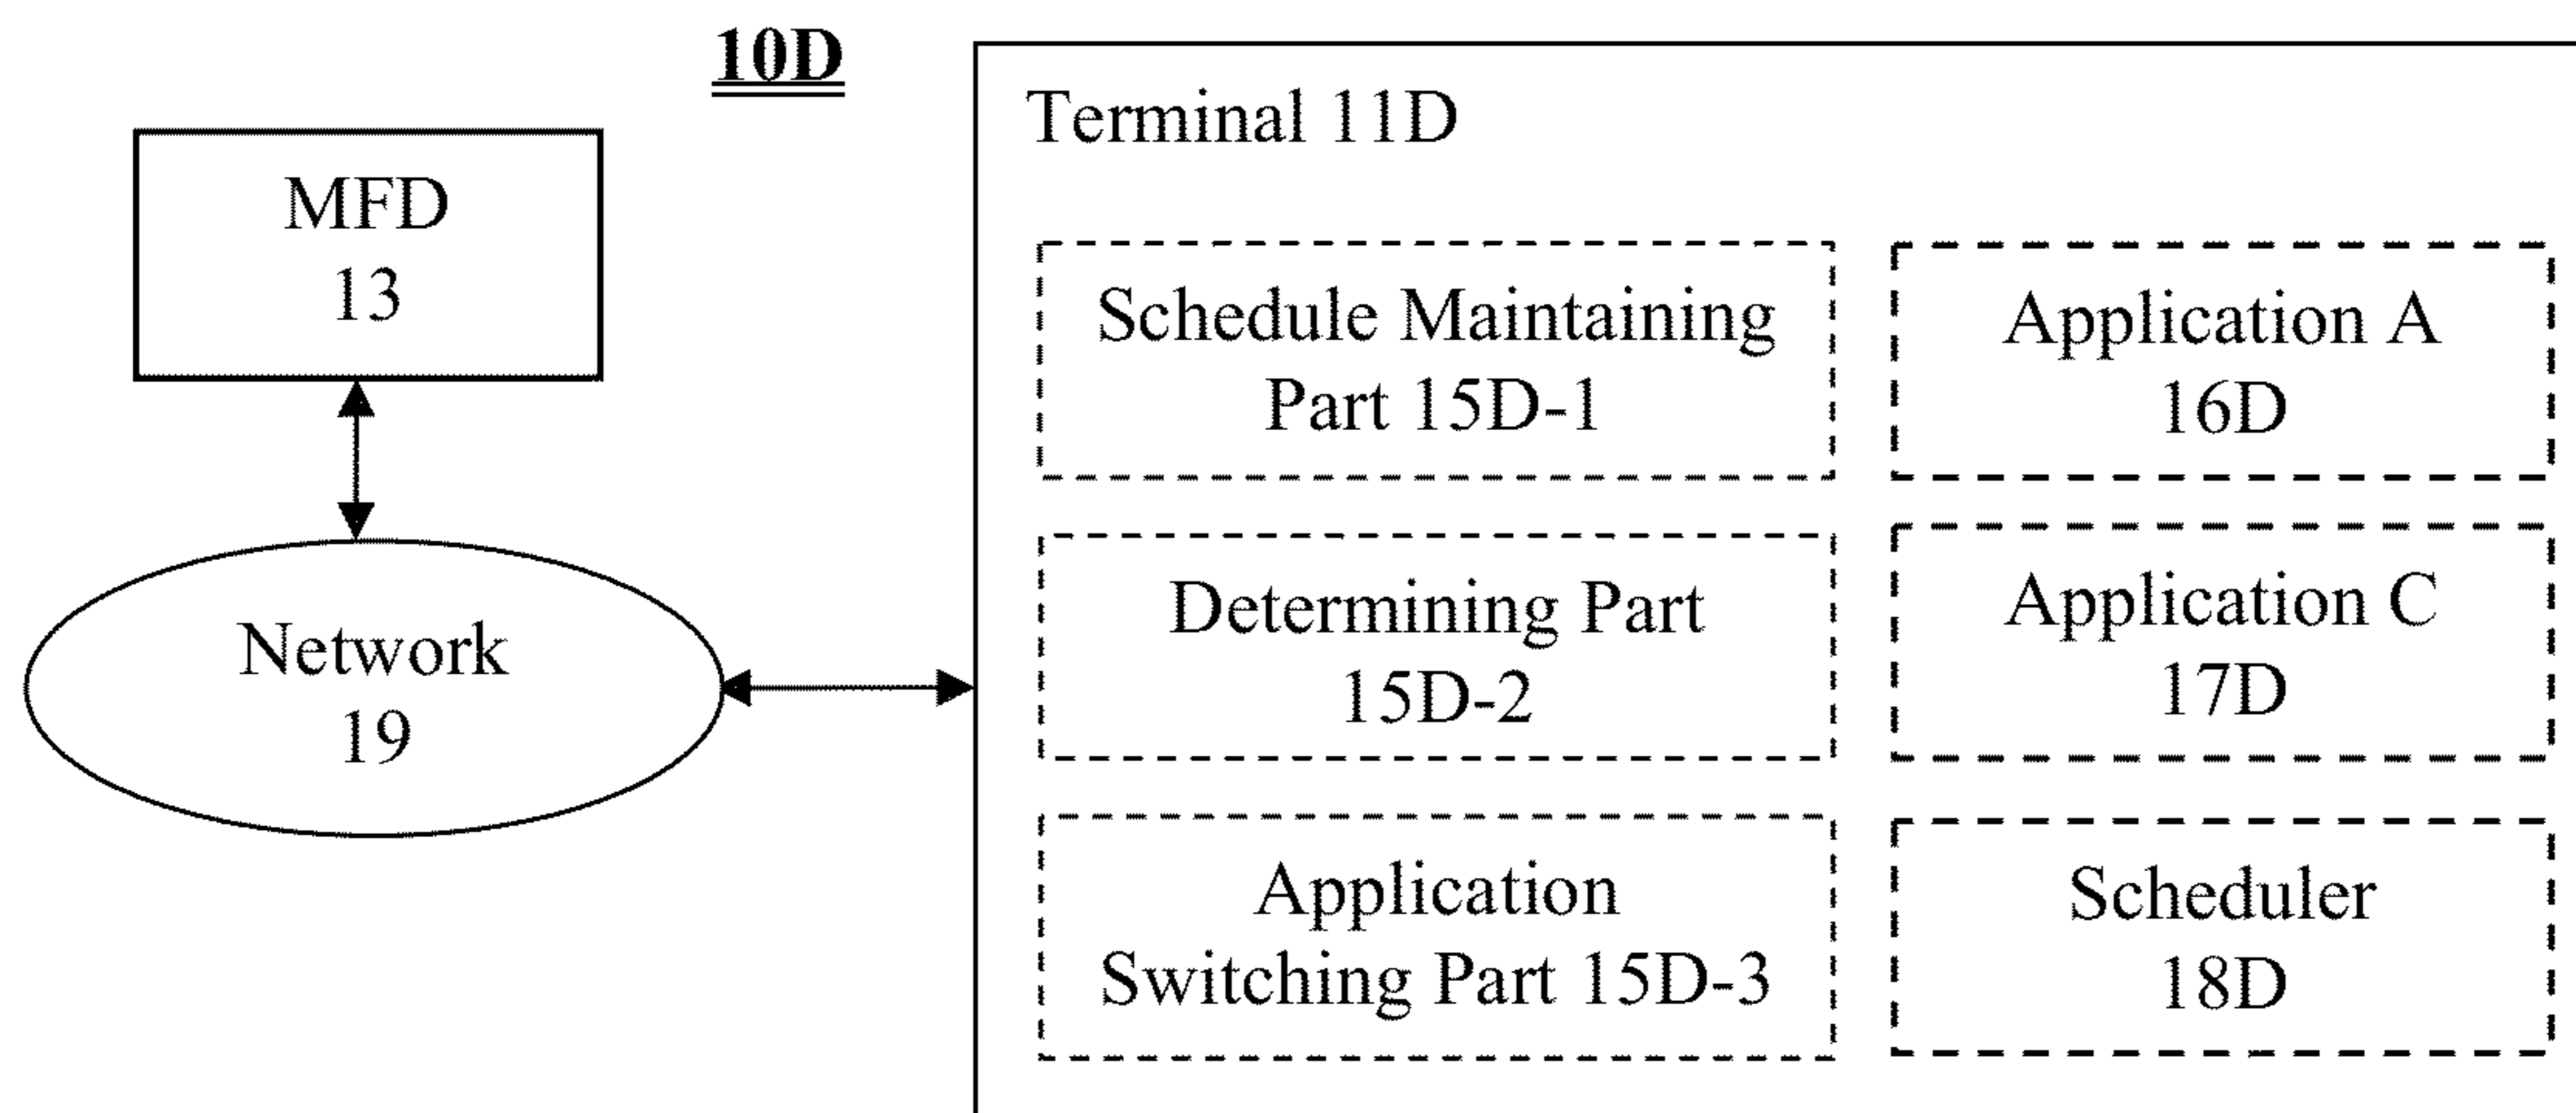 10D
MFD
13
Network
19
Terminal 11D
Schedule Maintaining
Part 15D-1
Application A
16D
Determining Part
15D-2
Application C
17D
Application
Switching Part 15D-3
Scheduler
18D